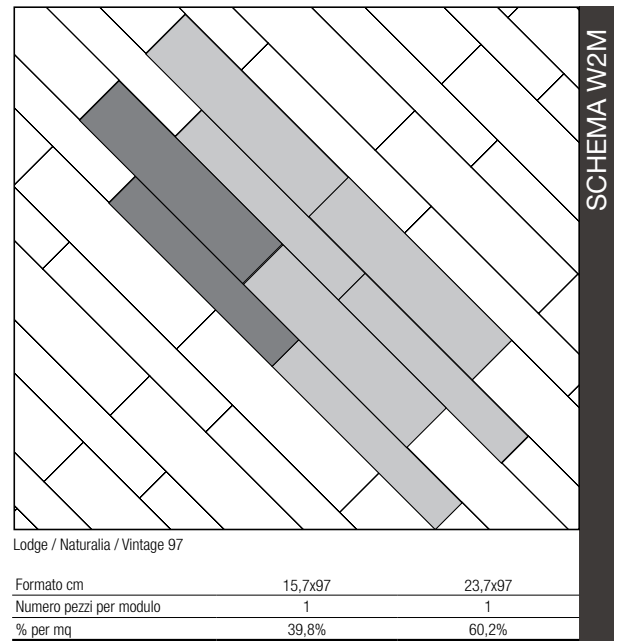 SCHEMA W2M
Lodge / Naturalia / Vintage 97
Formato cm 15,7x97 23,7x97
Numero pezzi per modulo 1 1
% per mq 39,8% 60,2%